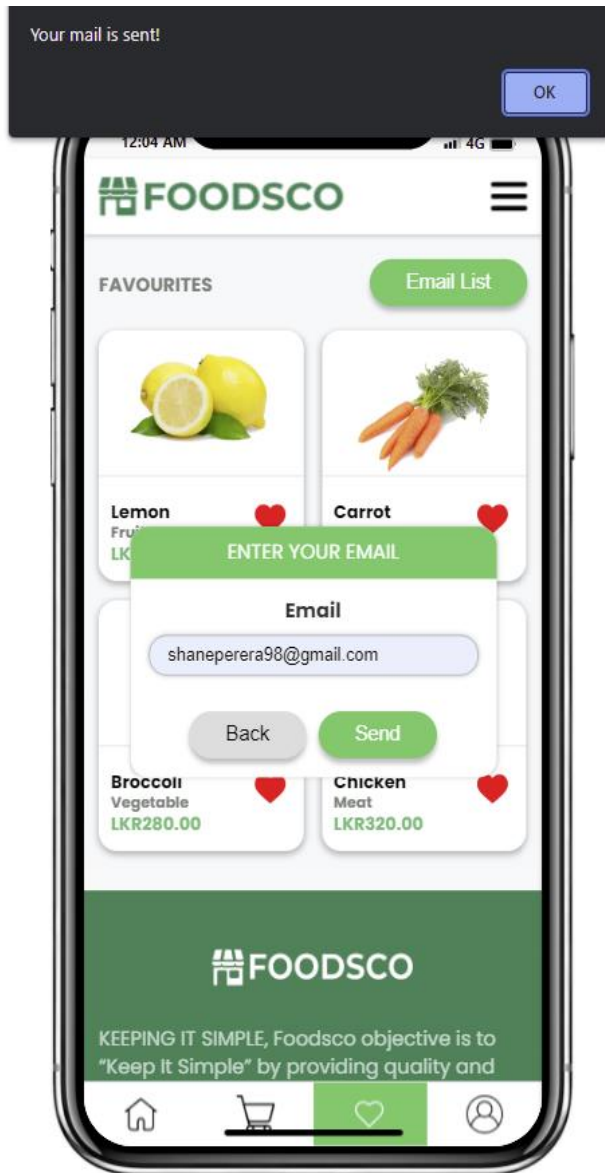 Your mail is sent!
OK
12:04 AM
4G
FOODSCO
FAVOURITES
Email List
Lemon
Carrot
Fru
LK
ENTER YOUR EMAIL
Email
shaneperera98@gmail.com
Back
Send
Broccoli
Chicken
Vegetable
Meat
LKR280.00
LKR320.00
FOODSCO
KEEPING IT SIMPLE, Foodsco objective is to
“Keep It Simple” by providing quality and